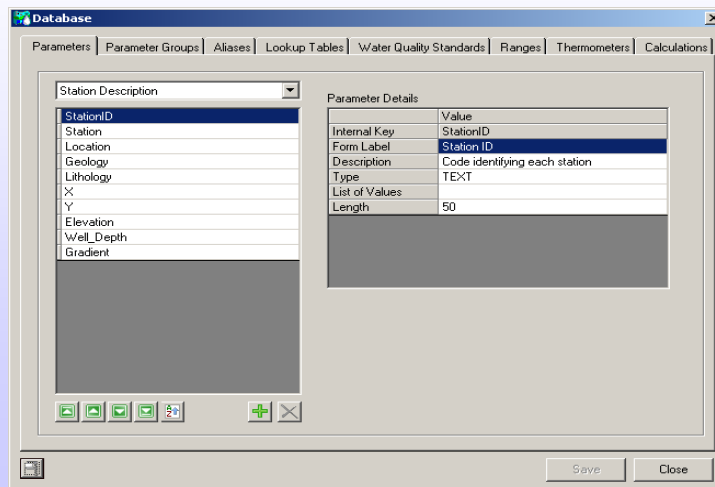 Database
Parameters Parameter Groups Aliases Lookup Tables Water Quality Standards Ranges Thermometers Calculations
Station Description
StationID
Station
Location
Geology
Lithology
X
Y
Elevation
Well_Depth
Gradient
Parameter Details
Value
Internal Key StationID
Form Label Station ID
Description Code identifying each station
Type TEXT
List of Values
Length 50
Save Close